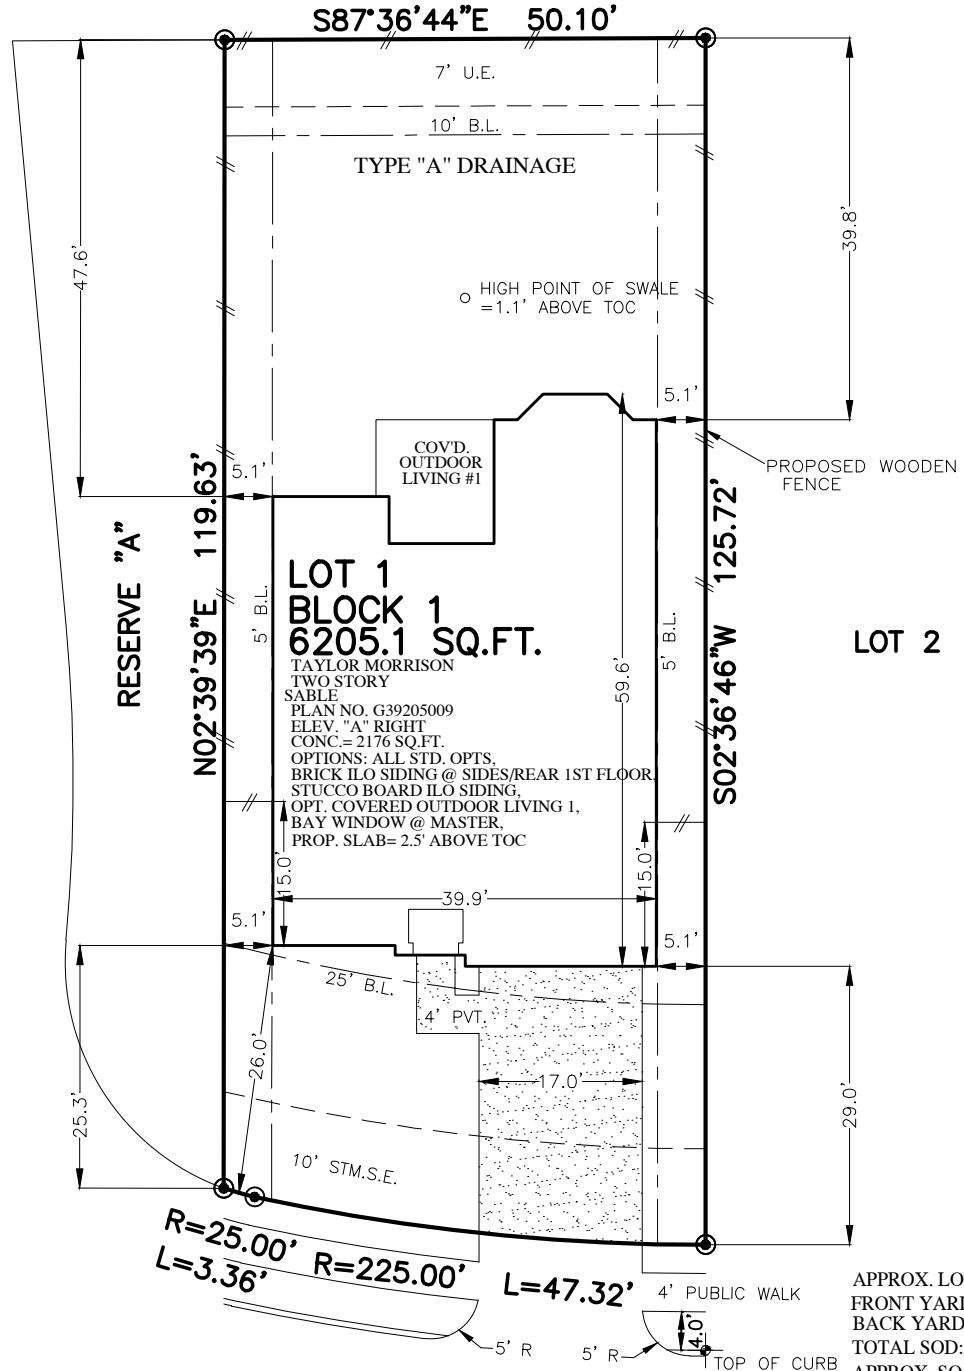 S87°36'44"E 50.10'
7' U.E.
10' B.L.
TYPE "A" DRAINAGE
47.6'
39.8'
HIGH POINT OF SWALE
=1.1' ABOVE TOC
5.1'
COV'D.
OUTDOOR
LIVING #1
5.1'
PROPOSED WOODEN
FENCE
RESERVE "A"
N02°39'39"E 119.63'
5' B.L.
LOT 1
BLOCK 1
6205.1 SQ.FT.
TAYLOR MORRISON
TWO STORY
SABLE
PLAN NO. G39205009
ELEV. "A" RIGHT
CONC.= 2176 SQ.FT.
OPTIONS: ALL STD. OPTS,
BRICK ILO SIDING @ SIDES/REAR 1ST FLOOR,
STUCCO BOARD ILO SIDING,
OPT. COVERED OUTDOOR LIVING 1,
BAY WINDOW @ MASTER,
PROP. SLAB= 2.5' ABOVE TOC
59.6'
5' B.L.
S02°36'46"W 125.72'
LOT 2
15.0'
15.0'
39.9'
5.1'
5.1'
25' B.L.
4' PVT.
26.0'
17.0'
25.3'
29.0'
10' STM.S.E.
R=25.00'
L=3.36'
R=225.00'
L=47.32'
4' PUBLIC WALK
4.0'
5' R
5' R
TOP OF CURB
APPROX. LO
FRONT YAR
BACK YARD
TOTAL SOD: